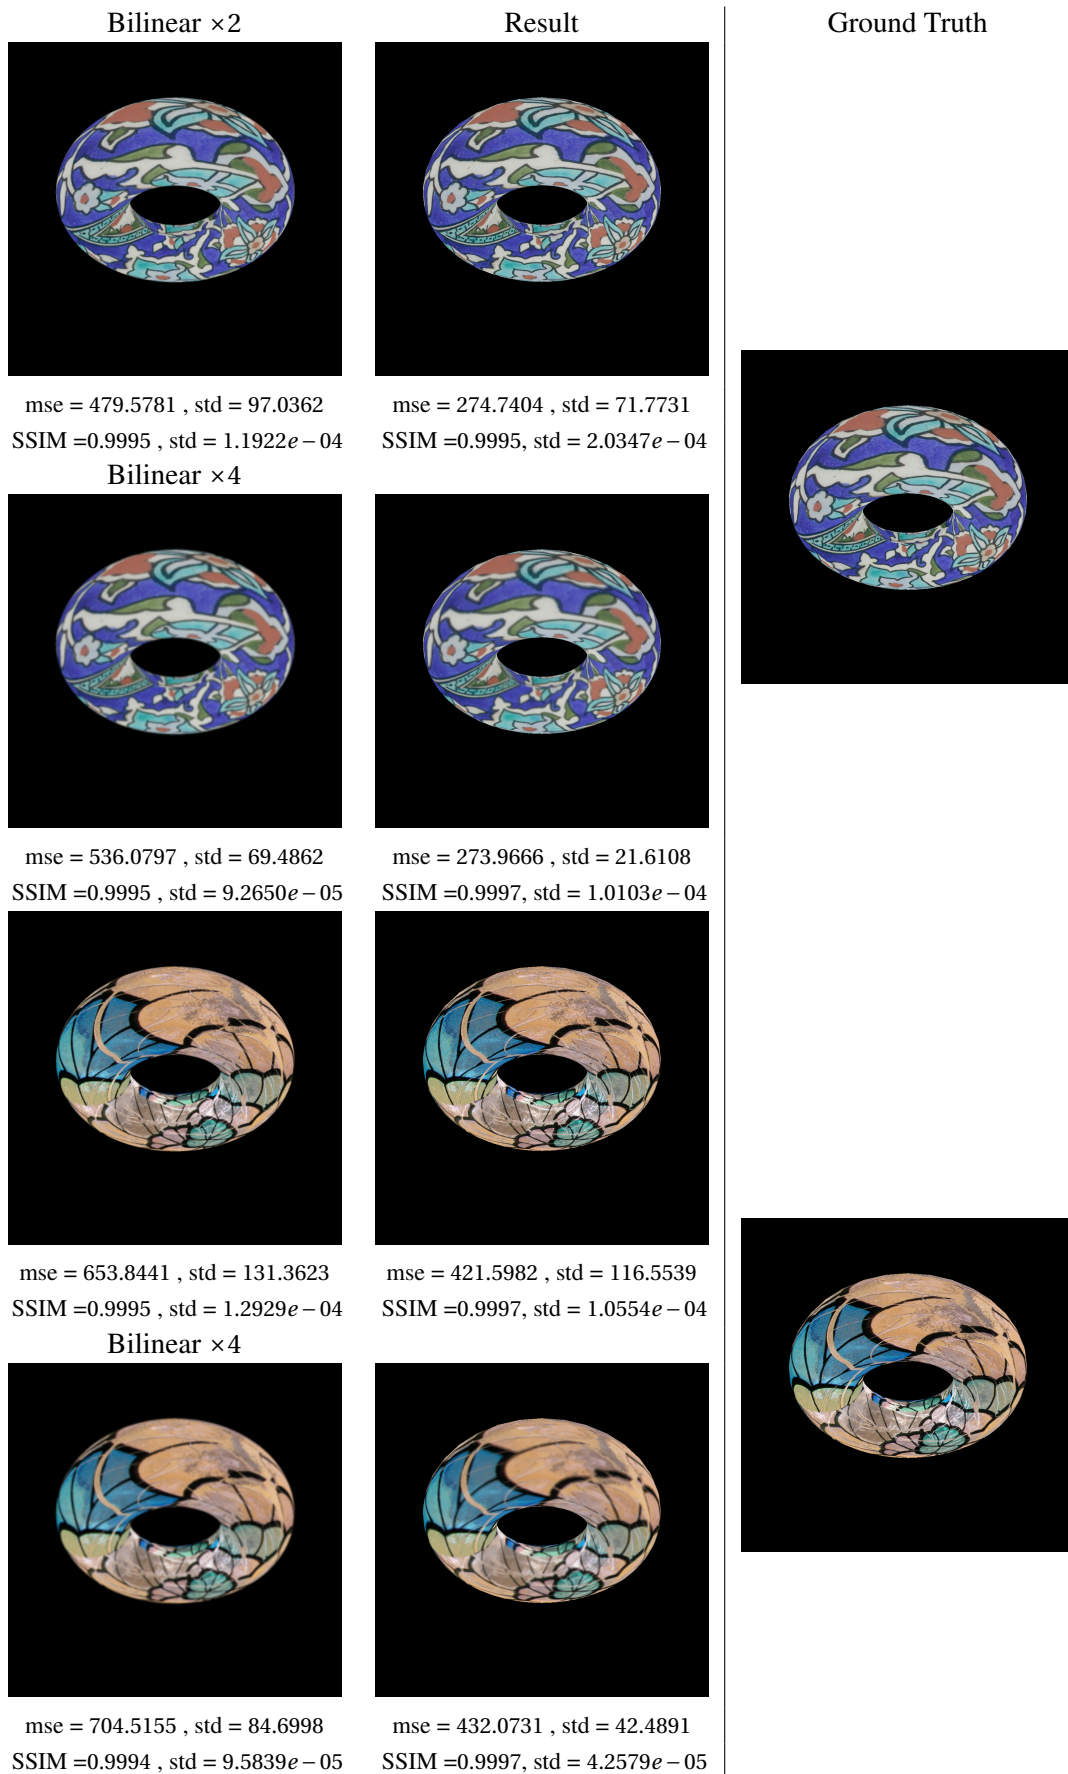 Bilinear ×2 Result Ground Truth
mse = 479.5781 , std = 97.0362 mse = 274.7404 , std = 71.7731
SSIM =0.9995 , std = 1.1922e − 04 SSIM =0.9995, std = 2.0347e − 04
Bilinear ×4
mse = 536.0797 , std = 69.4862 mse = 273.9666 , std = 21.6108
SSIM =0.9995 , std = 9.2650e − 05 SSIM =0.9997, std = 1.0103e − 04
mse = 653.8441 , std = 131.3623 mse = 421.5982 , std = 116.5539
SSIM =0.9995 , std = 1.2929e − 04 SSIM =0.9997, std = 1.0554e − 04
Bilinear ×4
mse = 704.5155 , std = 84.6998 mse = 432.0731 , std = 42.4891
SSIM =0.9994 , std = 9.5839e − 05 SSIM =0.9997, std = 4.2579e − 05